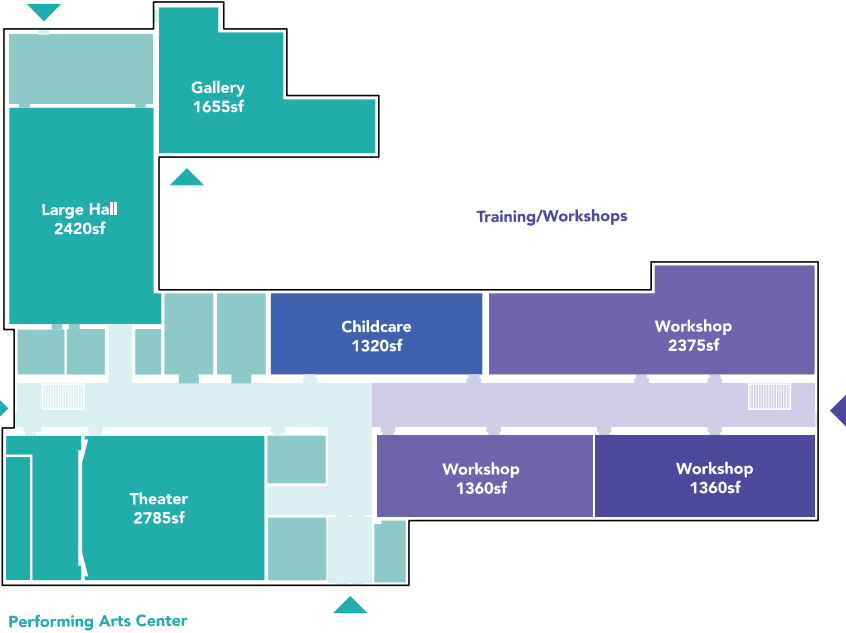 Gallery
1655sf
Large Hall
2420sf
Training/Workshops
Childcare
1320sf
Workshop
2375sf
Workshop
1360sf
Workshop
1360sf
Theater
2785sf
Performing Arts Center